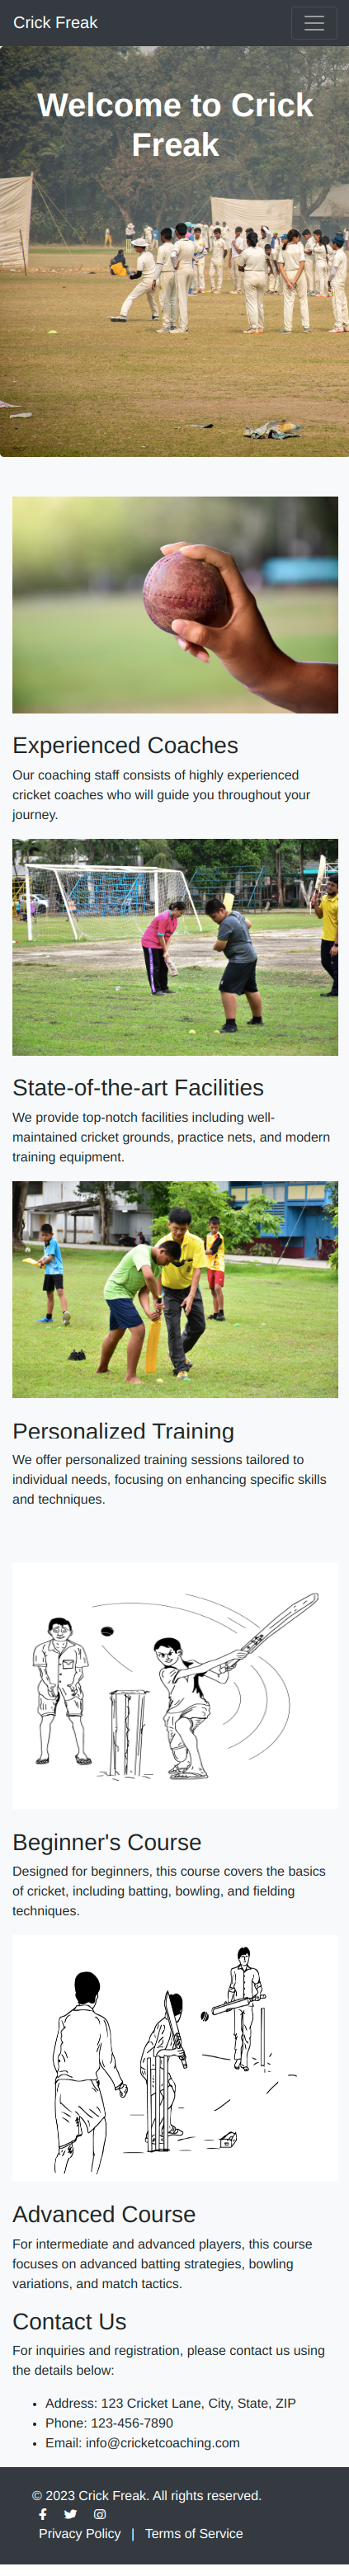 Crick Freak
Welcome to Crick
Freak
Experienced Coaches
Our coaching staff consists of highly experienced
cricket coaches who will guide you throughout your
journey.
State-of-the-art Facilities
We provide top-notch facilities including well-
maintained cricket grounds, practice nets, and modern
training equipment.
Personalized Training
We offer personalized training sessions tailored to
individual needs, focusing on enhancing specific skills
and techniques.
Beginner's Course
Designed for beginners, this course covers the basics
of cricket, including batting, bowling, and fielding
techniques.
Advanced Course
For intermediate and advanced players, this course
focuses on advanced batting strategies, bowling
variations, and match tactics.
Contact Us
For inquiries and registration, please contact us using
the details below:
• Address: 123 Cricket Lane, City, State, ZIP
• Phone: 123-456-7890
• Email: info@cricketcoaching.com
© 2023 Crick Freak. All rights reserved.
Privacy Policy | Terms of Service